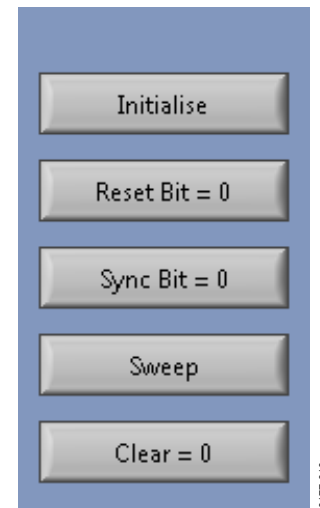 Initialise
Reset Bit = 0
Sync Bit = 0
Sweep
Clear = 0